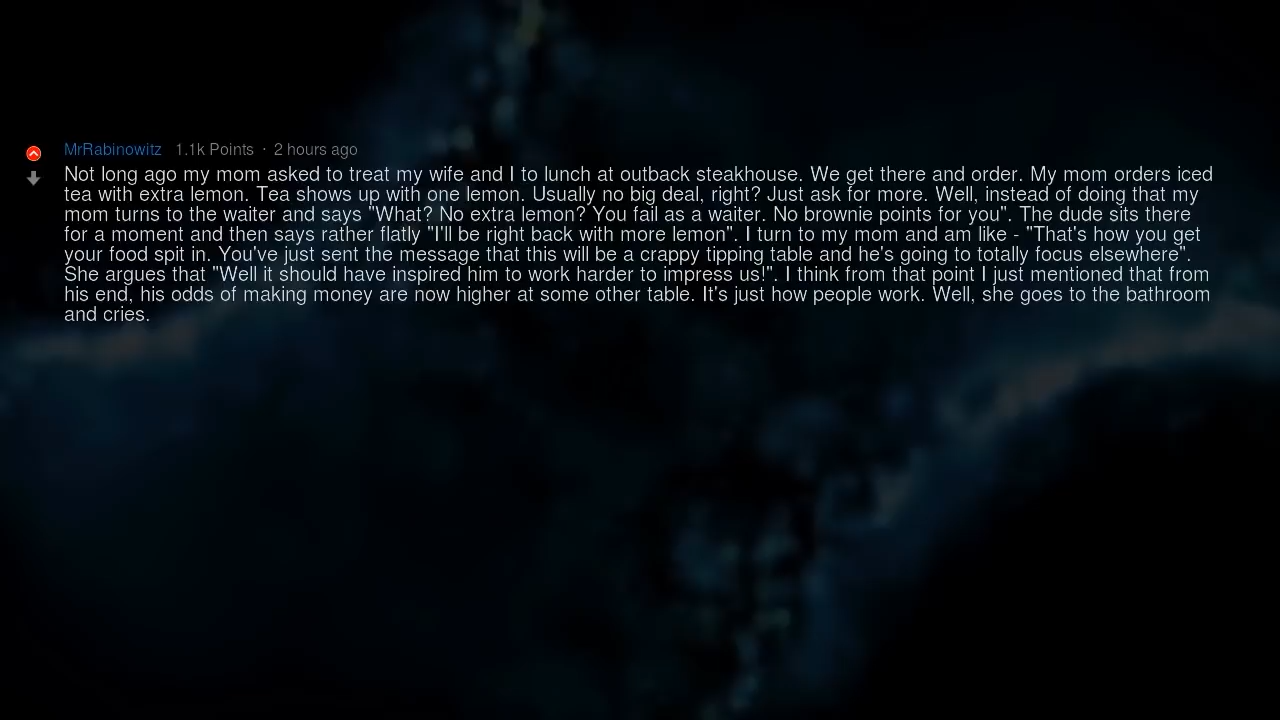 MrRabinowitz 1.1k Points · 2 hours ago
Not long ago my mom asked to treat my wife and I to lunch at outback steakhouse. We get there and order. My mom orders iced
tea with extra lemon. Tea shows up with one lemon. Usually no big deal, right? Just ask for more. Well, instead of doing that my
mom turns to the waiter and says "What? No extra lemon? You fail as a waiter. No brownie points for you". The dude sits there
for a moment and then says rather flatly "I'll be right back with more lemon". I turn to my mom and am like - "That's how you get
your food spit in. You've just sent the message that this will be a crappy tipping table and he's going to totally focus elsewhere".
She argues that "Well it should have inspired him to work harder to impress us!". I think from that point I just mentioned that from
his end, his odds of making money are now higher at some other table. It's just how people work. Well, she goes to the bathroom
and cries.